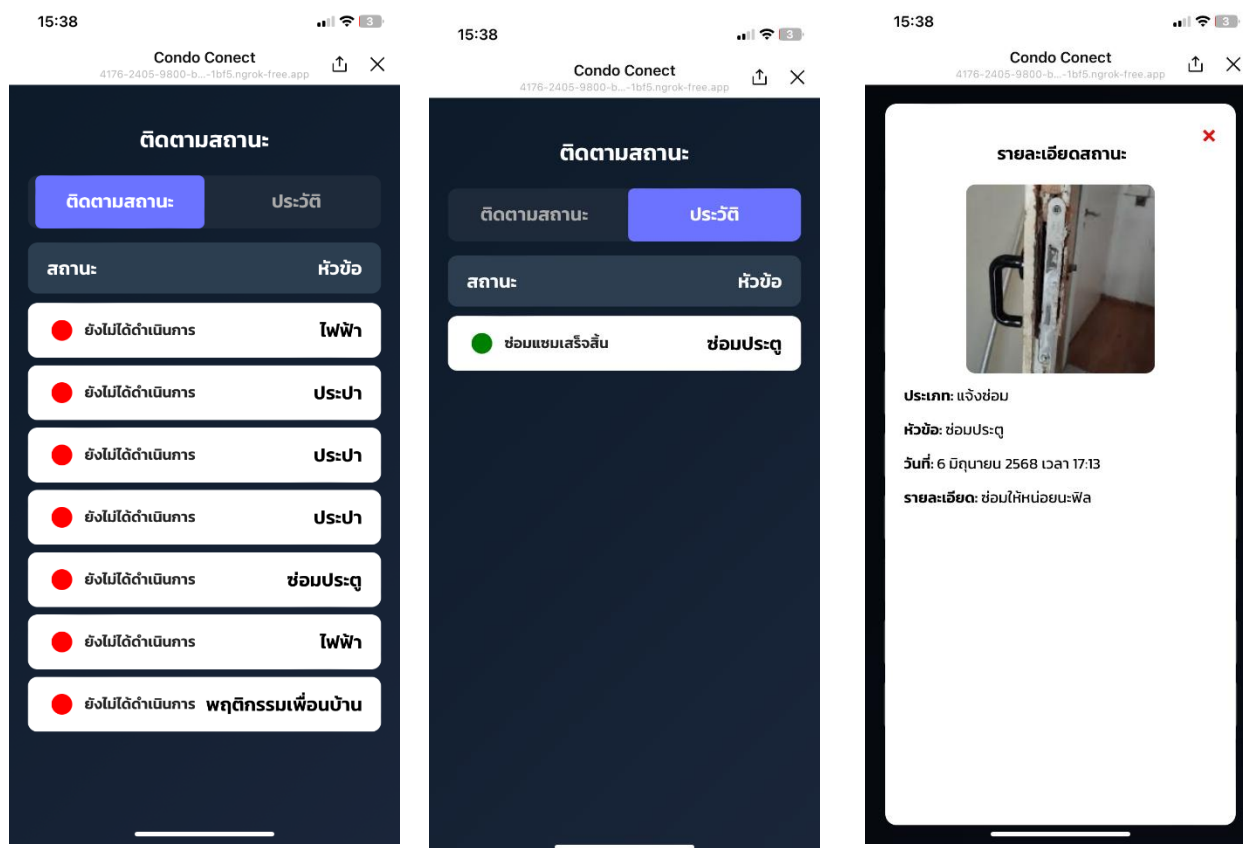 15:38
3
Condo Conect
4176-2405-9800-b...-1bf5.ngrok-free.app
ติดตามสถานะ
ติดตามสถานะ ประวัติ
สถานะ หัวข้อ
ยังไม่ได้ดำเนินการ ไฟฟ้า
ยังไม่ได้ดำเนินการ ประปา
ยังไม่ได้ดำเนินการ ประปา
ยังไม่ได้ดำเนินการ ประปา
ยังไม่ได้ดำเนินการ ซ่อมประตู
ยังไม่ได้ดำเนินการ ไฟฟ้า
ยังไม่ได้ดำเนินการ พฤติกรรมเพื่อนบ้าน
15:38
3
Condo Conect
4176-2405-9800-b...-1bf5.ngrok-free.app
ติดตามสถานะ
ติดตามสถานะ ประวัติ
สถานะ หัวข้อ
ซ่อมแซมเสร็จสิ้น ซ่อมประตู
15:38
3
Condo Conect
4176-2405-9800-b...-1bf5.ngrok-free.app
รายละเอียดสถานะ
ประเภท: แจ้งซ่อม
หัวข้อ: ซ่อมประตู
วันที่: 6 มิถุนายน 2568 เวลา 17:13
รายละเอียด: ซ่อมให้หน่อยนะฟิล